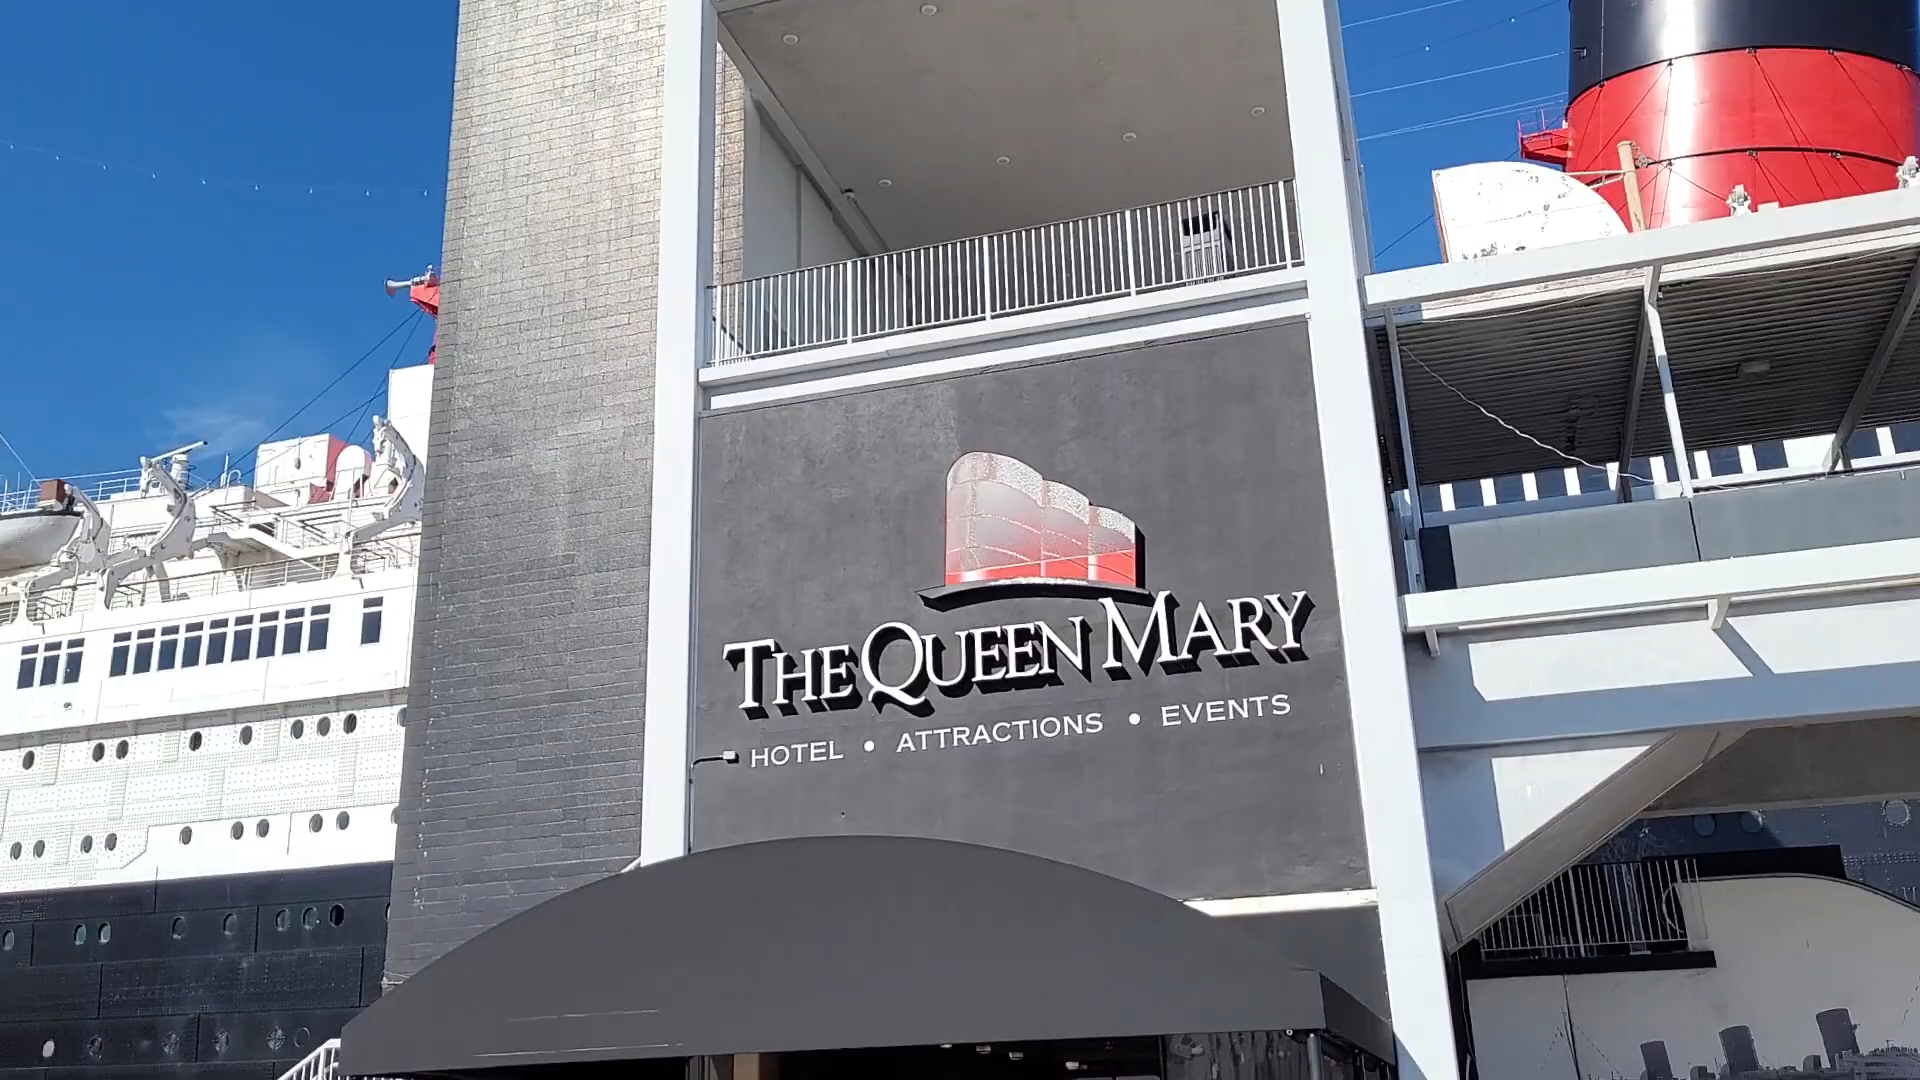 THE QUEEN MARY
HOTEL • ATTRACTIONS • EVENTS